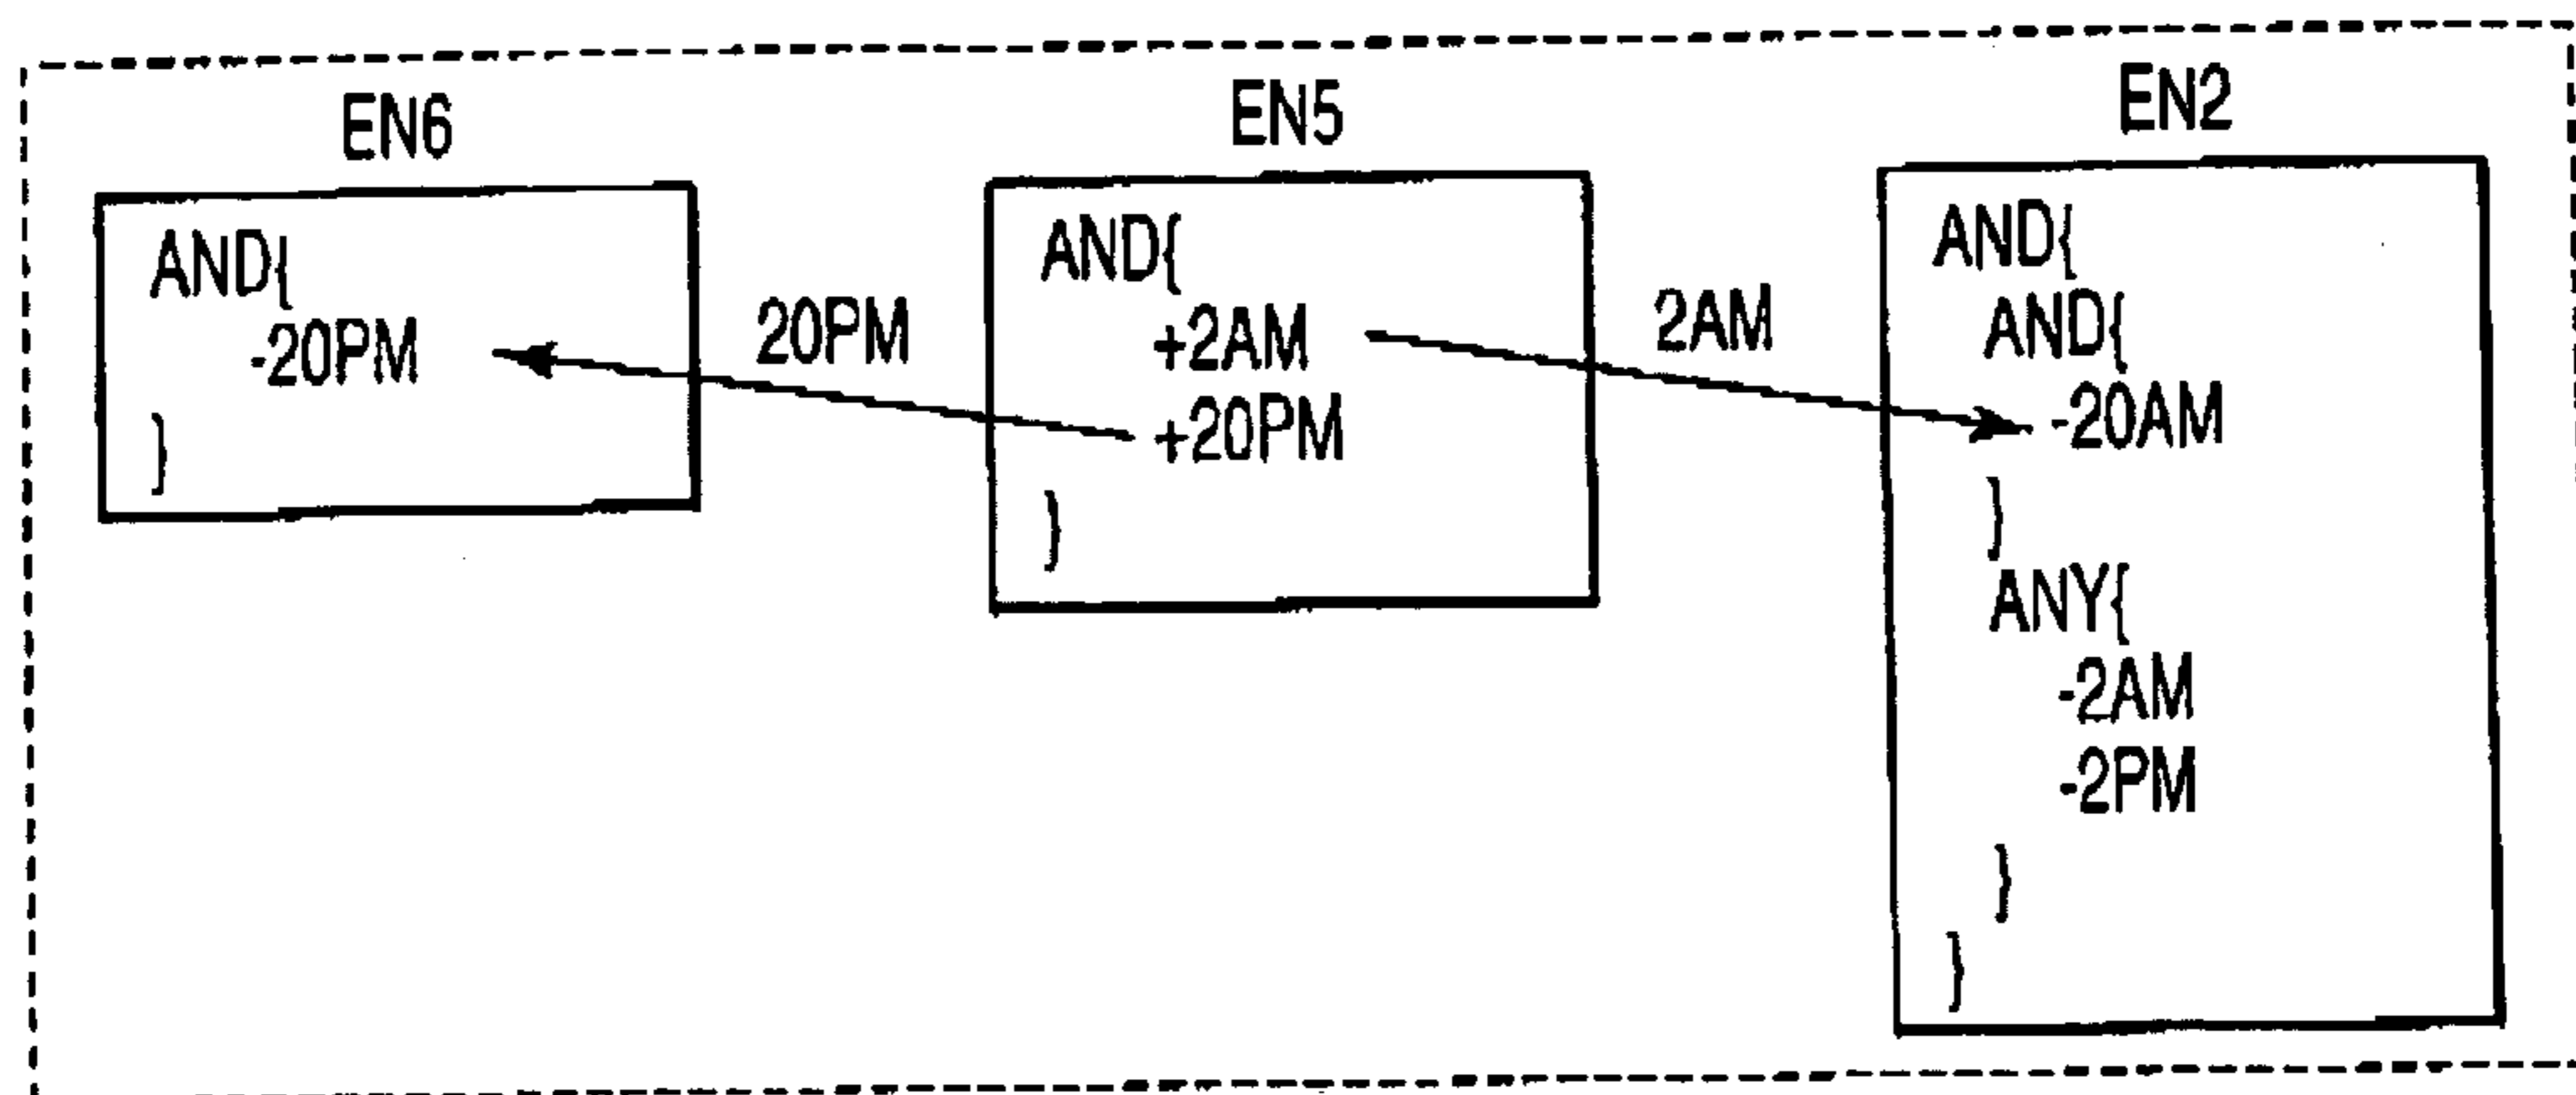 EN6
AND{
-20PM
}
20PM
EN5
AND{
+2AM
+20PM
}
2AM
EN2
AND{
AND{
-20AM
}
ANY{
-2AM
-2PM
}
}